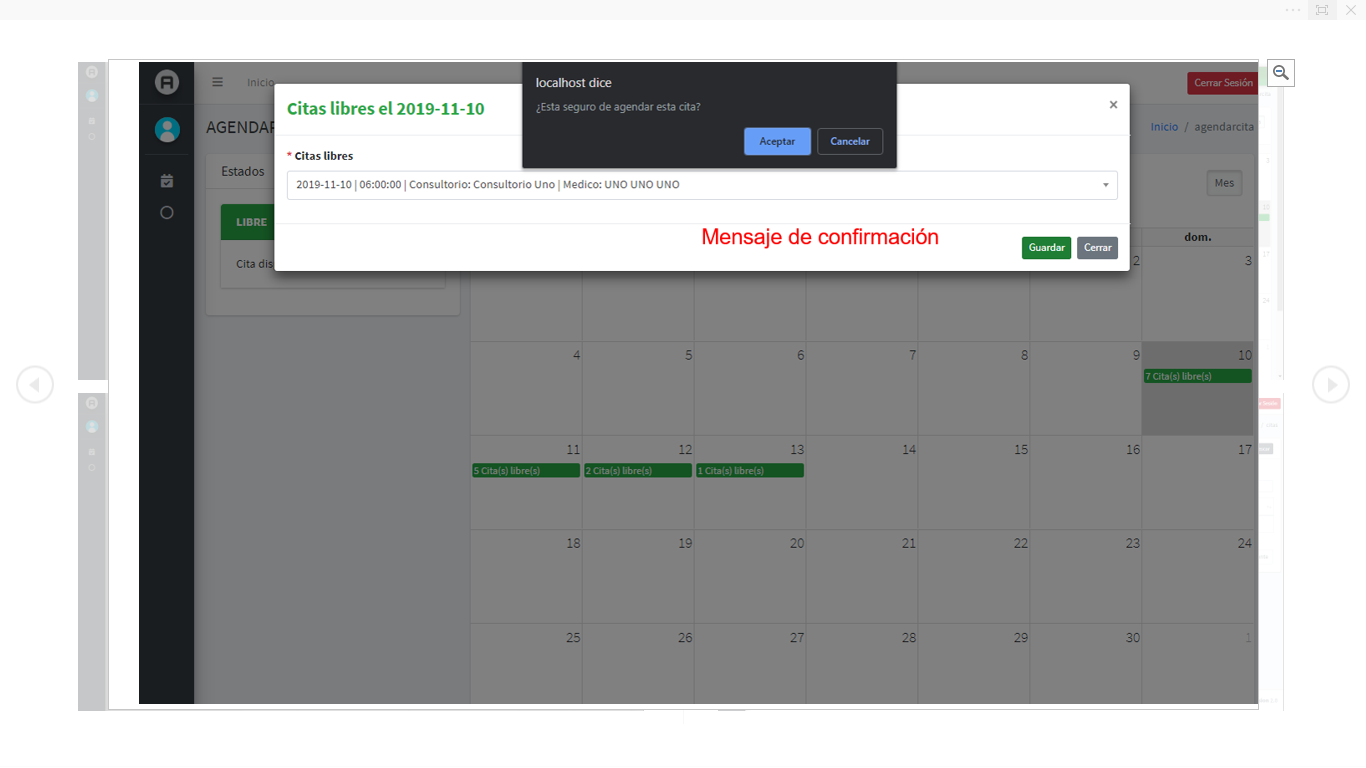 Inicio
Cerrar Sesión
localhost dice
¿Esta seguro de agendar esta cita?
Aceptar
Cancelar
Citas libres el 2019-11-10
×
AGENDAR
Inicio / agendarcita
* Citas libres
Estados
2019-11-10 | 06:00:00 | Consultorio: Consultorio Uno | Medico: UNO UNO UNO
Mes
LIBRE
Mensaje de confirmación
dom.
Guardar
Cerrar
Cita dis
2
3
4
5
6
7
8
9
10
7 Cita(s) libre(s)
11
12
13
14
15
16
17
5 Cita(s) libre(s)
2 Cita(s) libre(s)
1 Cita(s) libre(s)
18
19
20
21
22
23
24
25
26
27
28
29
30
1